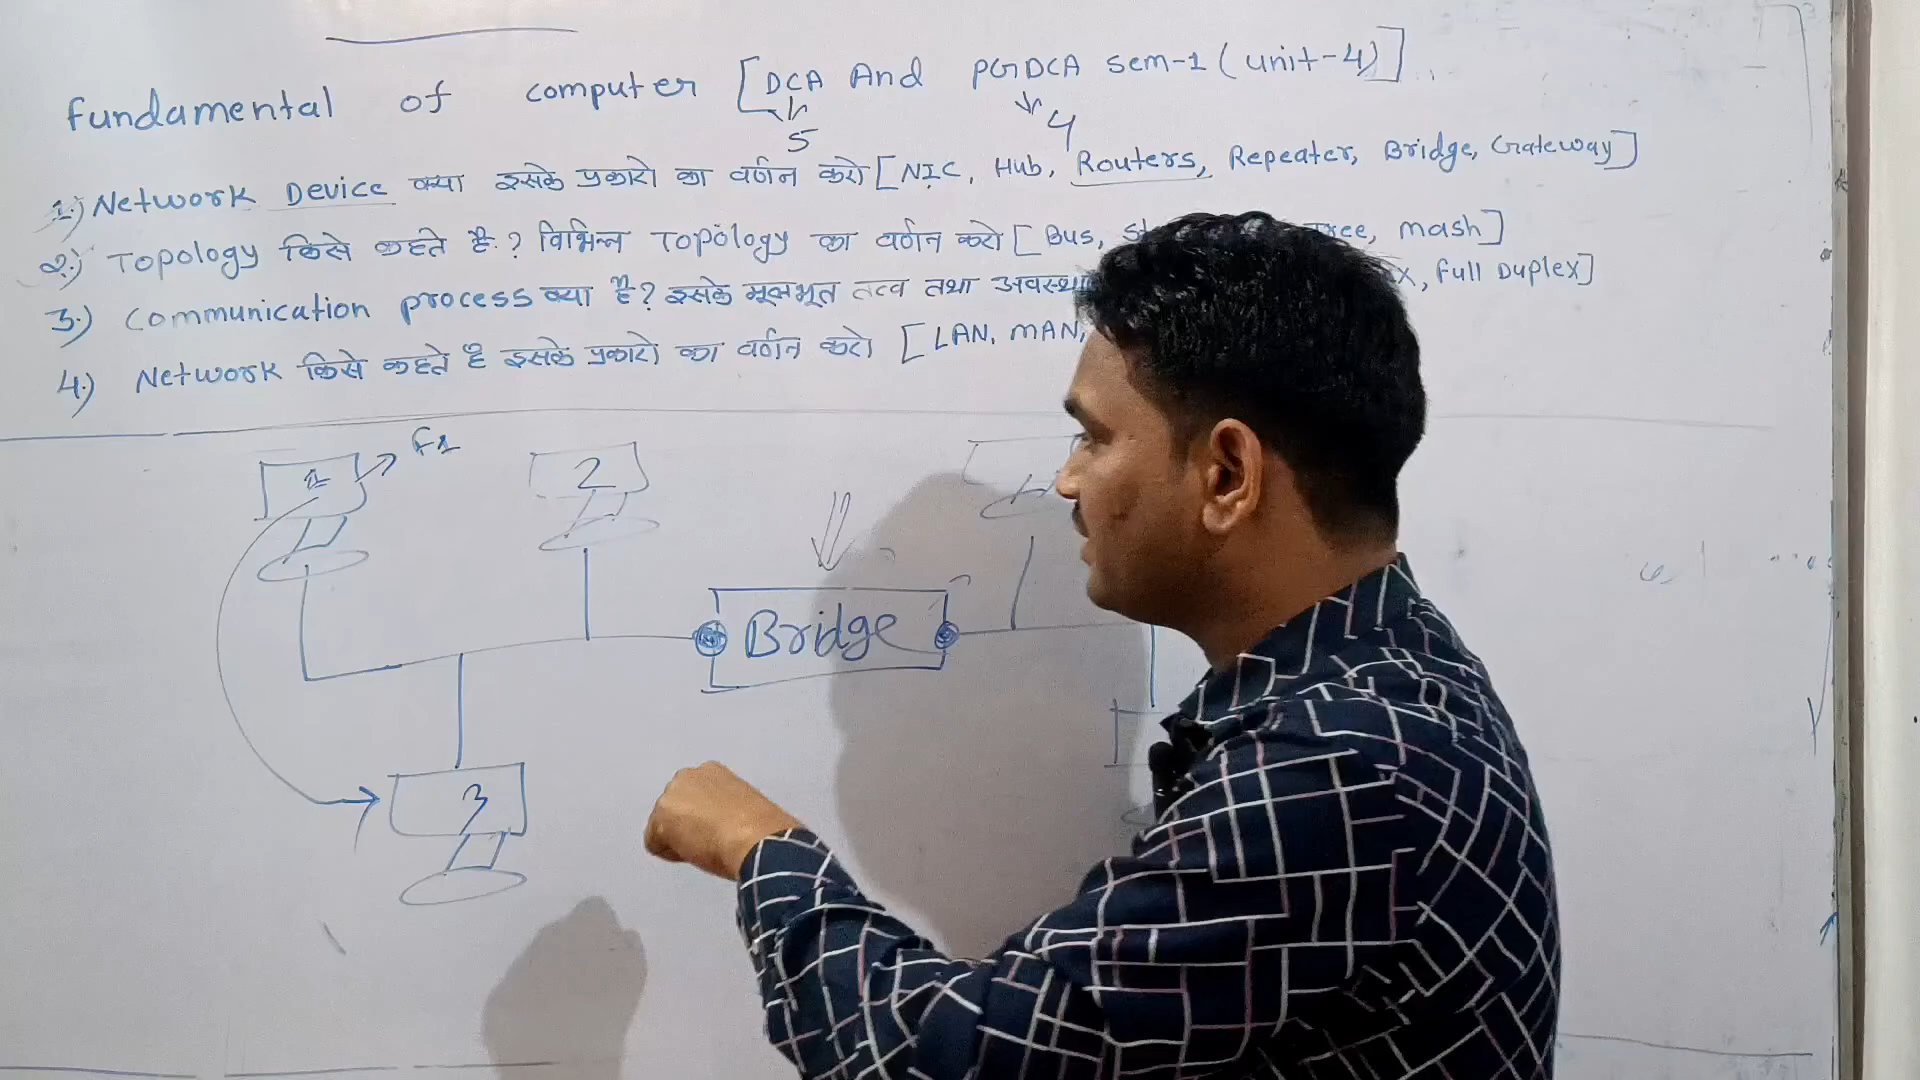 Fundamental of computer [DCA And PGDCA sem-1 (unit-4)]
5 4
1.) Network Device क्या इसके प्रकारो का वर्णन करो [NIC, Hub, Routers, Repeater, Bridge, Gateway]
2.) Topology किसे कहते है ? विभिन्न Topology का वर्णन करो [Bus, Tree, mash]
3.) Communication process क्या है ? इसके मूलभूत तत्व तथा अवस्था , Full Duplex]
4.) Network किसे कहते है इसके प्रकारो का वर्णन करो [LAN, MAN,
1 F1 2
Bridge
3